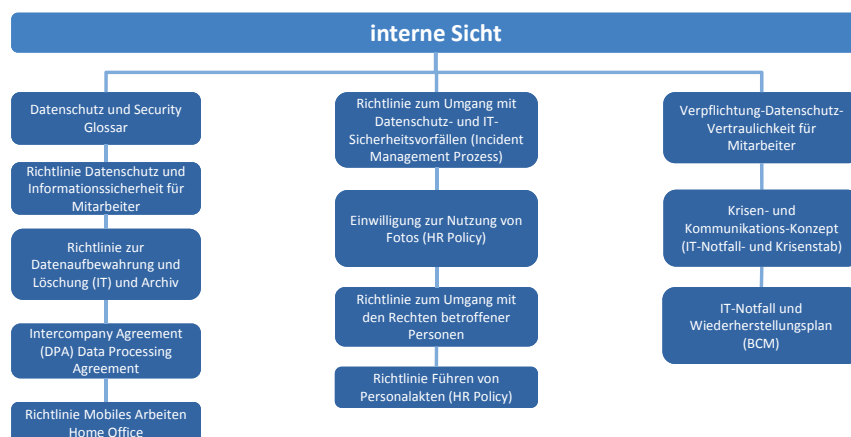 interne Sicht
Datenschutz und Security
Glossar
Richtlinie Datenschutz und
Informationssicherheit für
Mitarbeiter
Richtlinie zur
Datenaufbewahrung und
Löschung (IT) und Archiv
Intercompany Agreement
(DPA) Data Processing
Agreement
Richtlinie Mobiles Arbeiten
Home Office
Richtlinie zum Umgang mit
Datenschutz- und IT-
Sicherheitsvorfällen (Incident
Management Prozess)
Einwilligung zur Nutzung von
Fotos (HR Policy)
Richtlinie zum Umgang mit
den Rechten betroffener
Personen
Richtlinie Führen von
Personalakten (HR Policy)
Verpflichtung-Datenschutz-
Vertraulichkeit für
Mitarbeiter
Krisen- und
Kommunikations-Konzept
(IT-Notfall- und Krisenstab)
IT-Notfall und
Wiederherstellungsplan
(BCM)